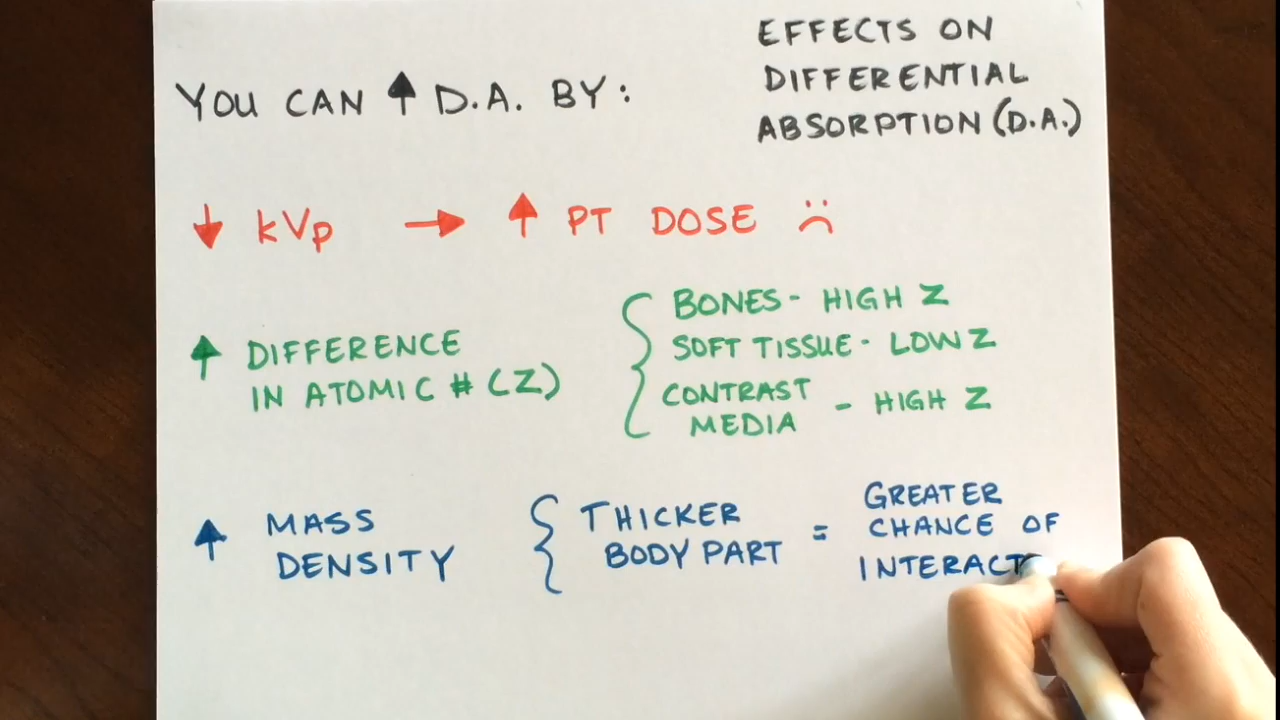 EFFECTS ON
DIFFERENTIAL
ABSORPTION (D.A.)
YOU CAN ↑ D.A. BY:
↓ kVp → ↑ PT DOSE ☹
↑ DIFFERENCE
IN ATOMIC # (Z)
BONES - HIGH Z
SOFT TISSUE - LOW Z
CONTRAST
MEDIA - HIGH Z
↑ MASS
DENSITY
THICKER
BODY PART =
GREATER
CHANCE OF
INTERACT